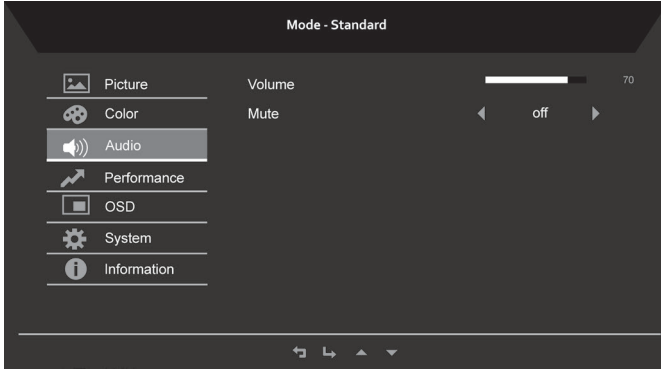 Mode - Standard
Picture
Volume 70
Color
Mute off
Audio
Performance
OSD
System
Information